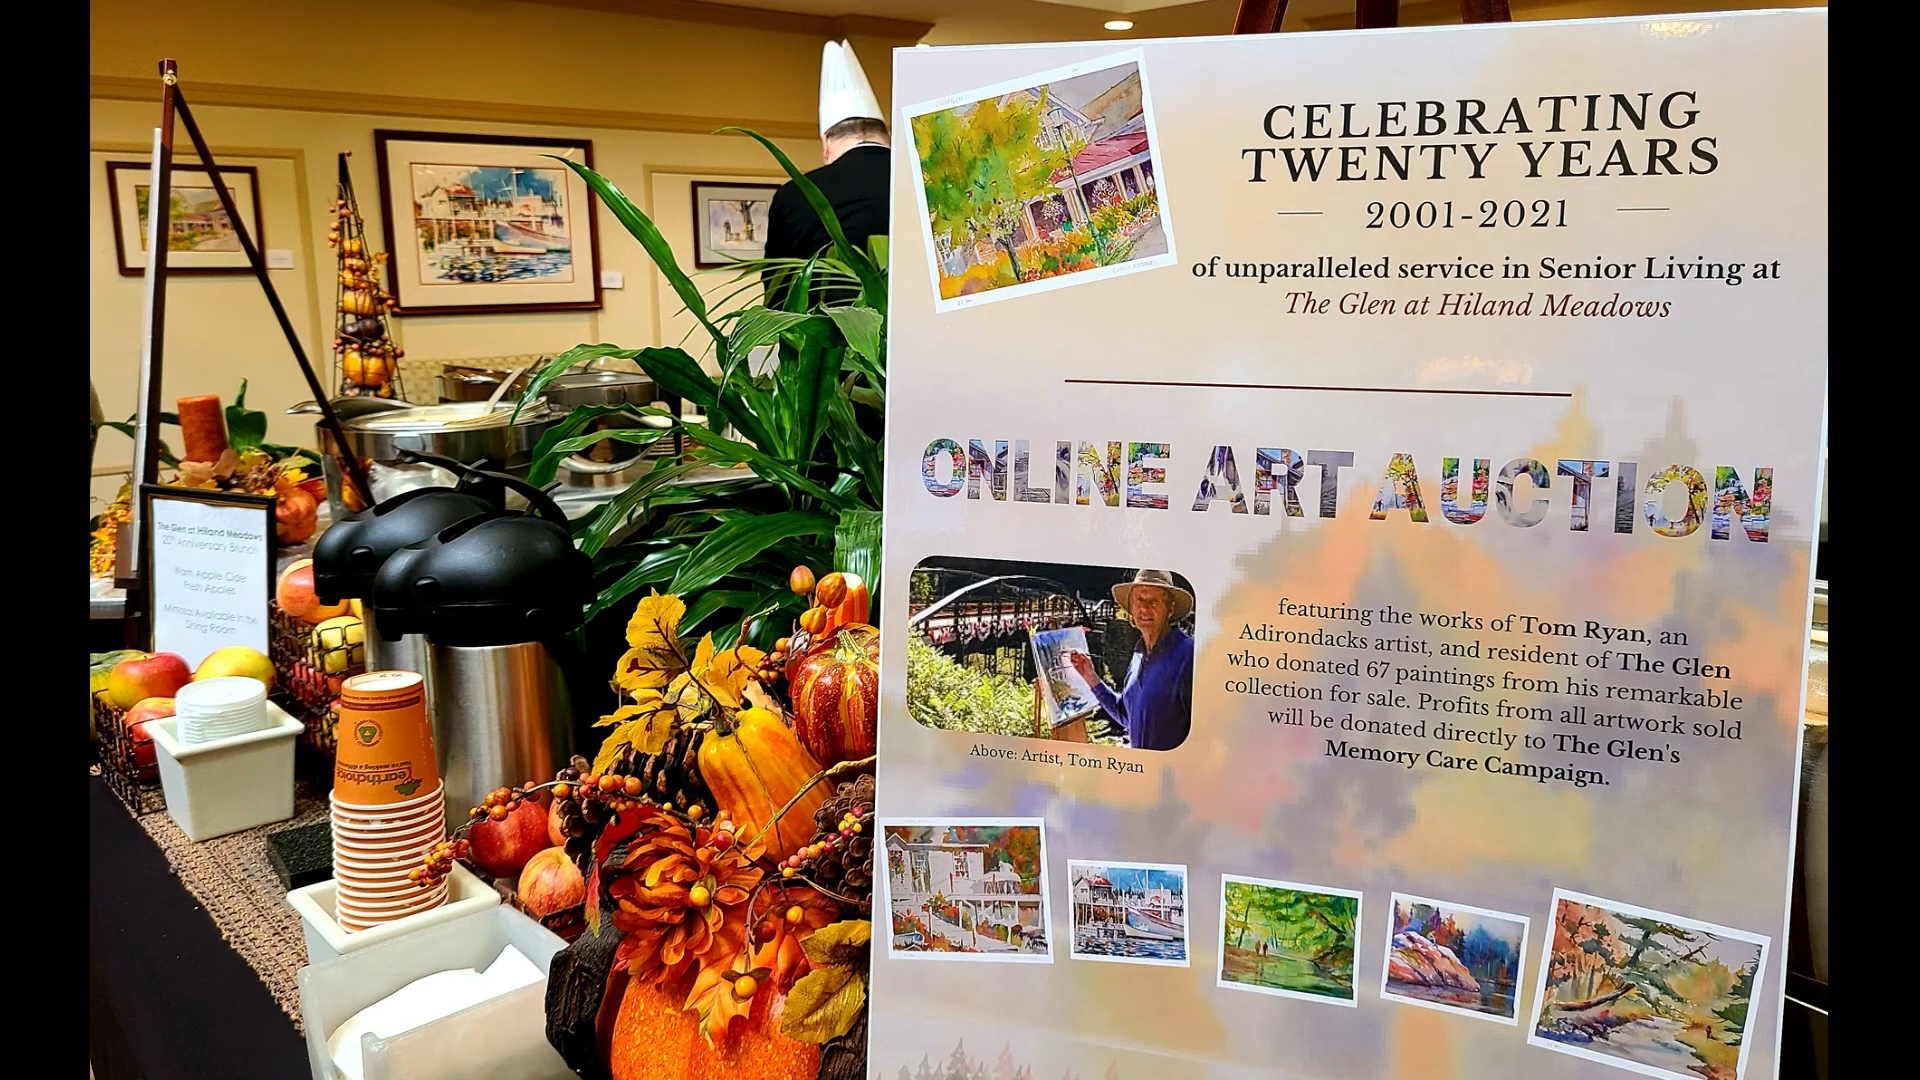 CELEBRATING
TWENTY YEARS
2001-2021
of unparalleled service in Senior Living at
The Glen at Hiland Meadows
ONLINE ART AUCTION
featuring the works of Tom Ryan, an
Adirondacks artist, and resident of The Glen
who donated 67 paintings from his remarkable
collection for sale. Profits from all artwork sold
will be donated directly to The Glen's
Memory Care Campaign.
Above: Artist, Tom Ryan
The Glen at Hiland Meadows
20th Anniversary Brunch
Warm Apple Cider
Fresh Apples
Mimosas Available in the
Dining Room
earthchoice
You're making a difference